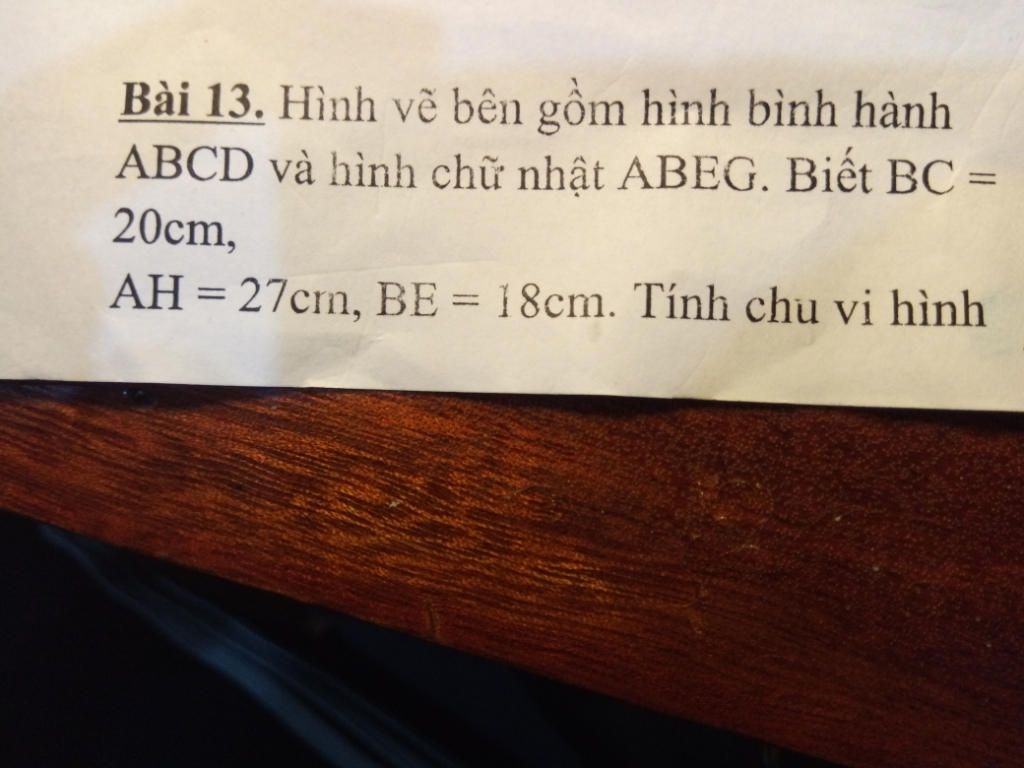 Bài 13. Hình vẽ bên gồm hình bình hành
ABCD và hình chữ nhật ABEG. Biết BC =
20cm,
AH = 27cm, BE = 18cm. Tính chu vi hình